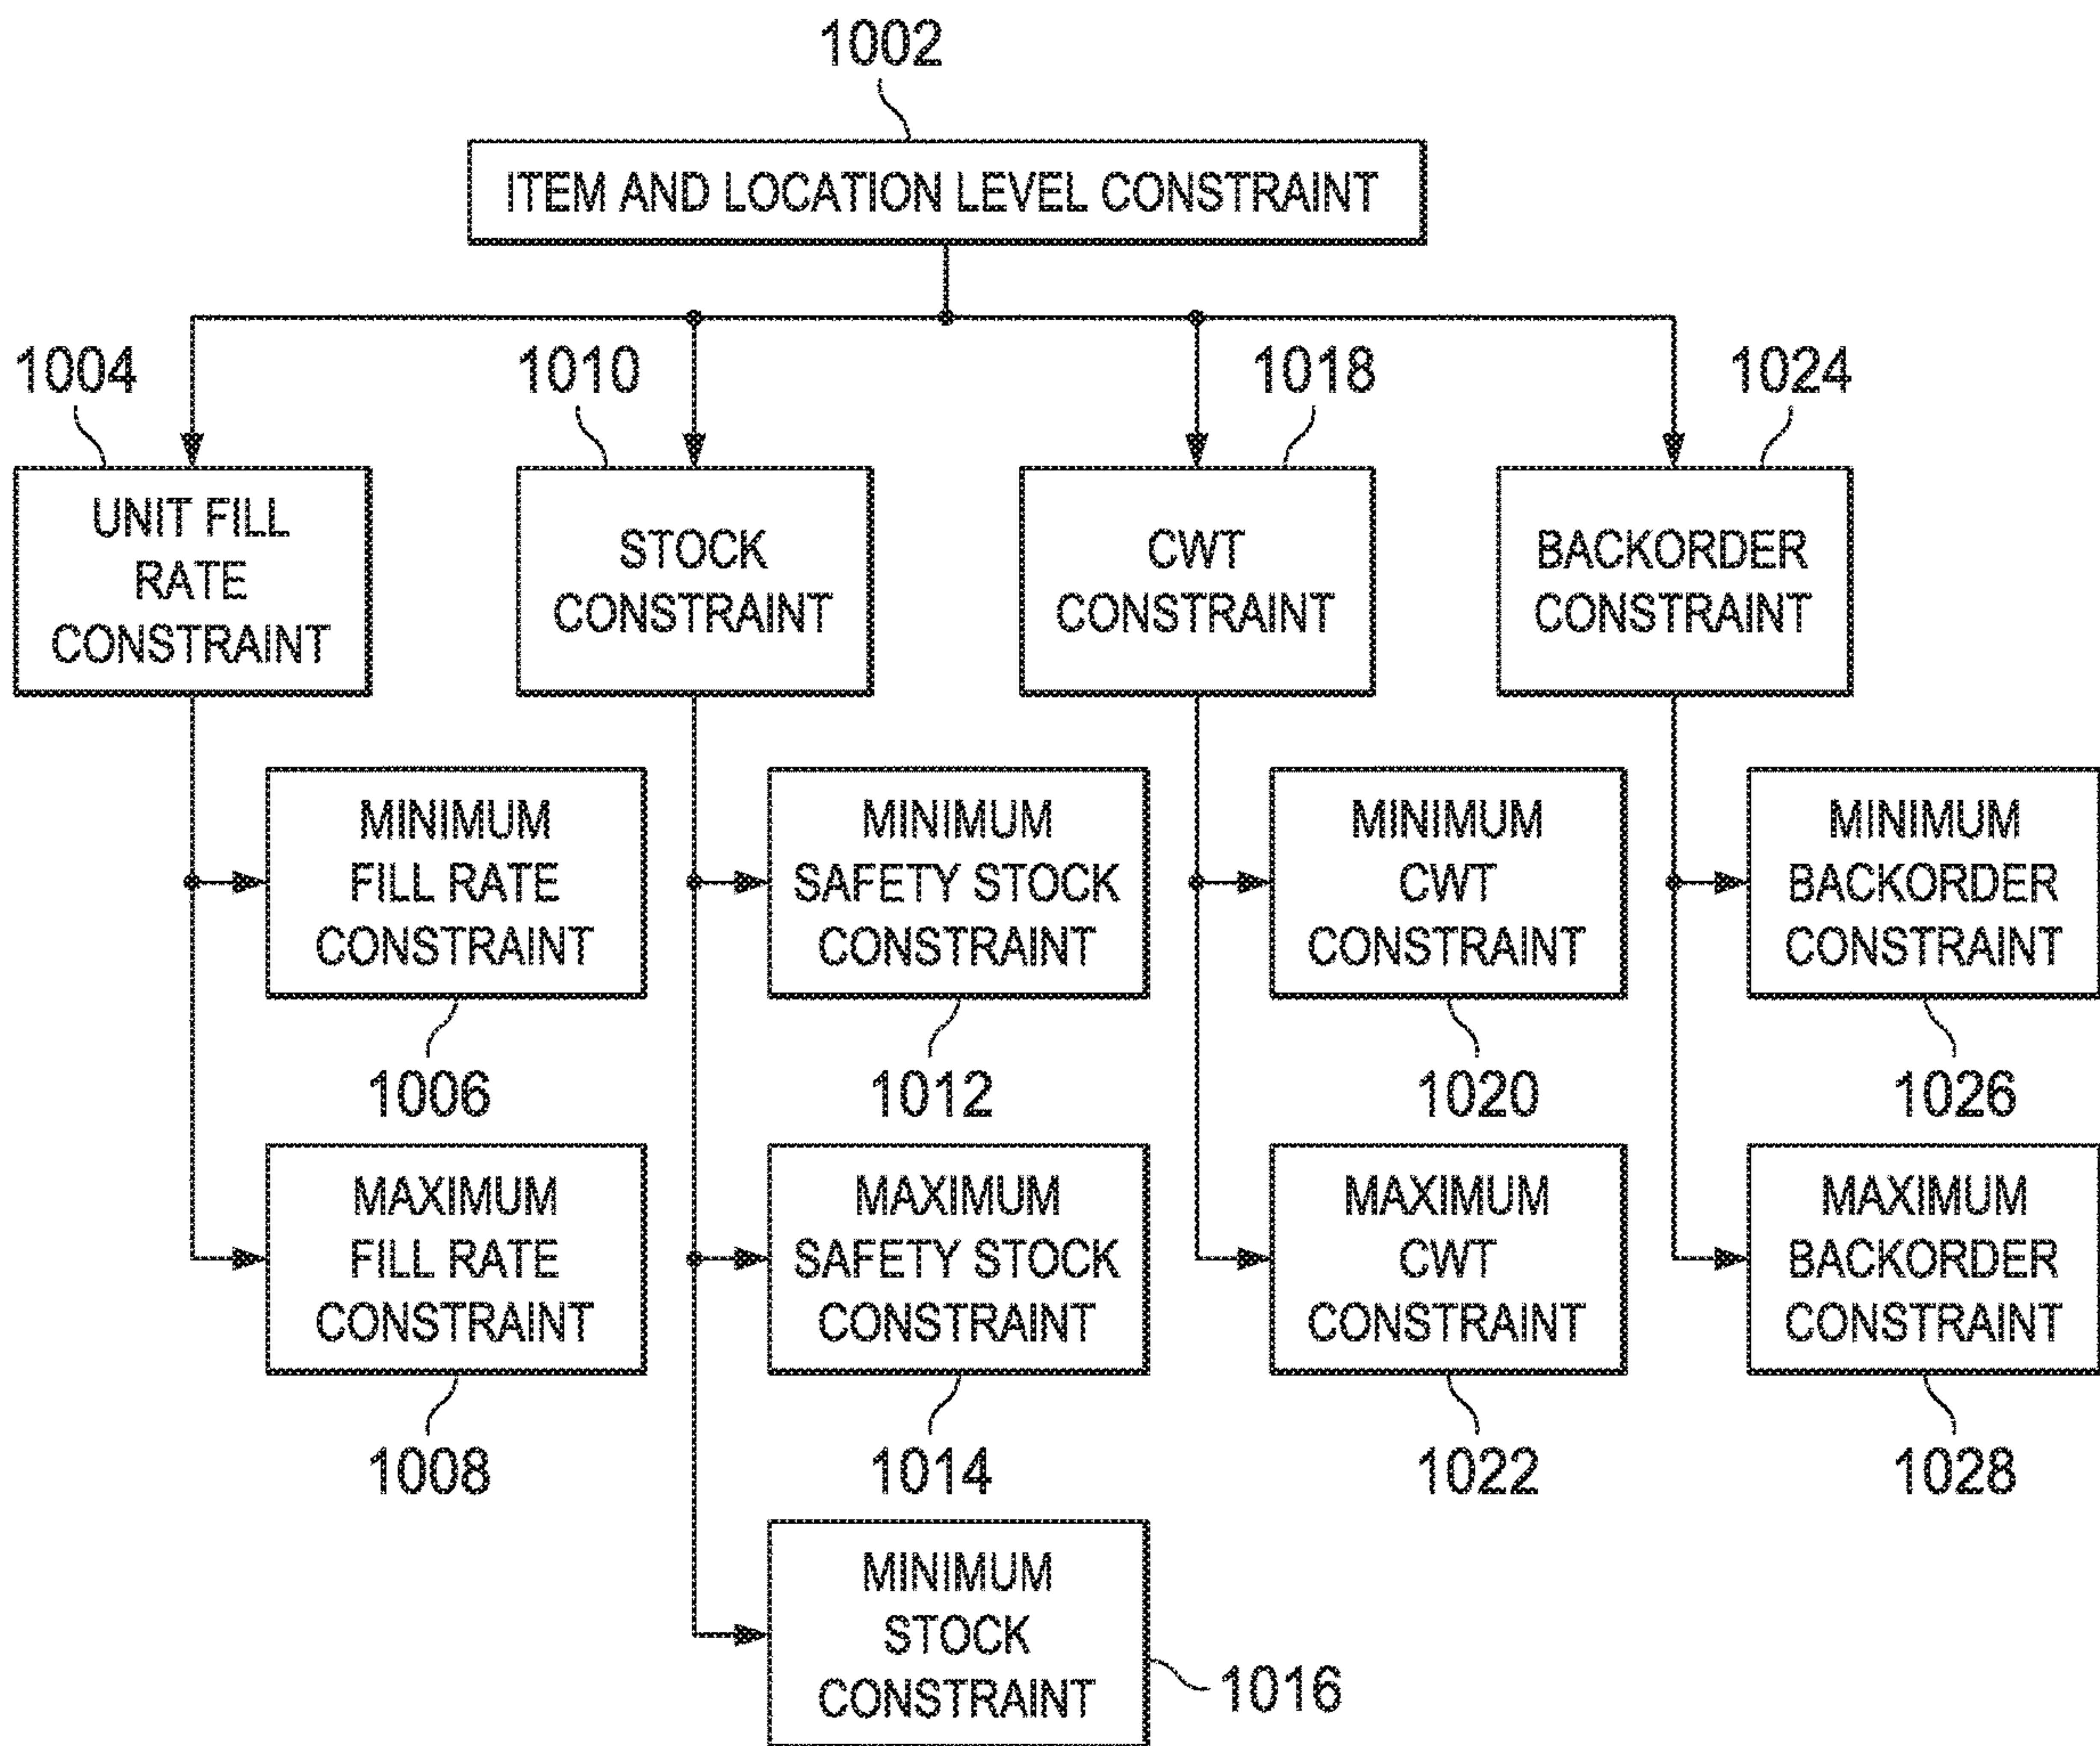 1002
ITEM AND LOCATION LEVEL CONSTRAINT
1004
1010
1018
1024
UNIT FILL
RATE
CONSTRAINT
STOCK
CONSTRAINT
CWT
CONSTRAINT
BACKORDER
CONSTRAINT
MINIMUM
FILL RATE
CONSTRAINT
MINIMUM
SAFETY STOCK
CONSTRAINT
MINIMUM
CWT
CONSTRAINT
MINIMUM
BACKORDER
CONSTRAINT
1006
1012
1020
1026
MAXIMUM
FILL RATE
CONSTRAINT
MAXIMUM
SAFETY STOCK
CONSTRAINT
MAXIMUM
CWT
CONSTRAINT
MAXIMUM
BACKORDER
CONSTRAINT
1008
1014
1022
1028
MINIMUM
STOCK
CONSTRAINT
1016